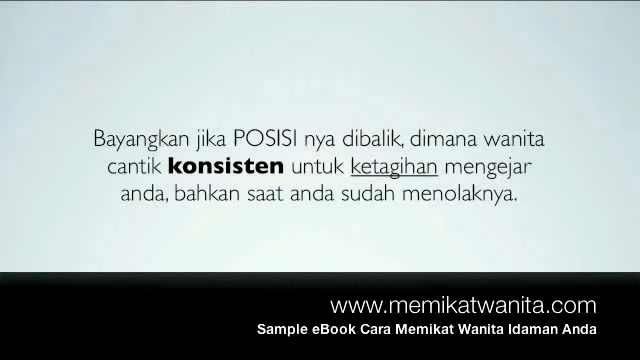 Bayangkan jika POSISI nya dibalik, dimana wanita
cantik konsisten untuk ketagihan mengejar
anda, bahkan saat anda sudah menolaknya.
www.memikatwanita.com
Sample eBook Cara Memikat Wanita Idaman Anda